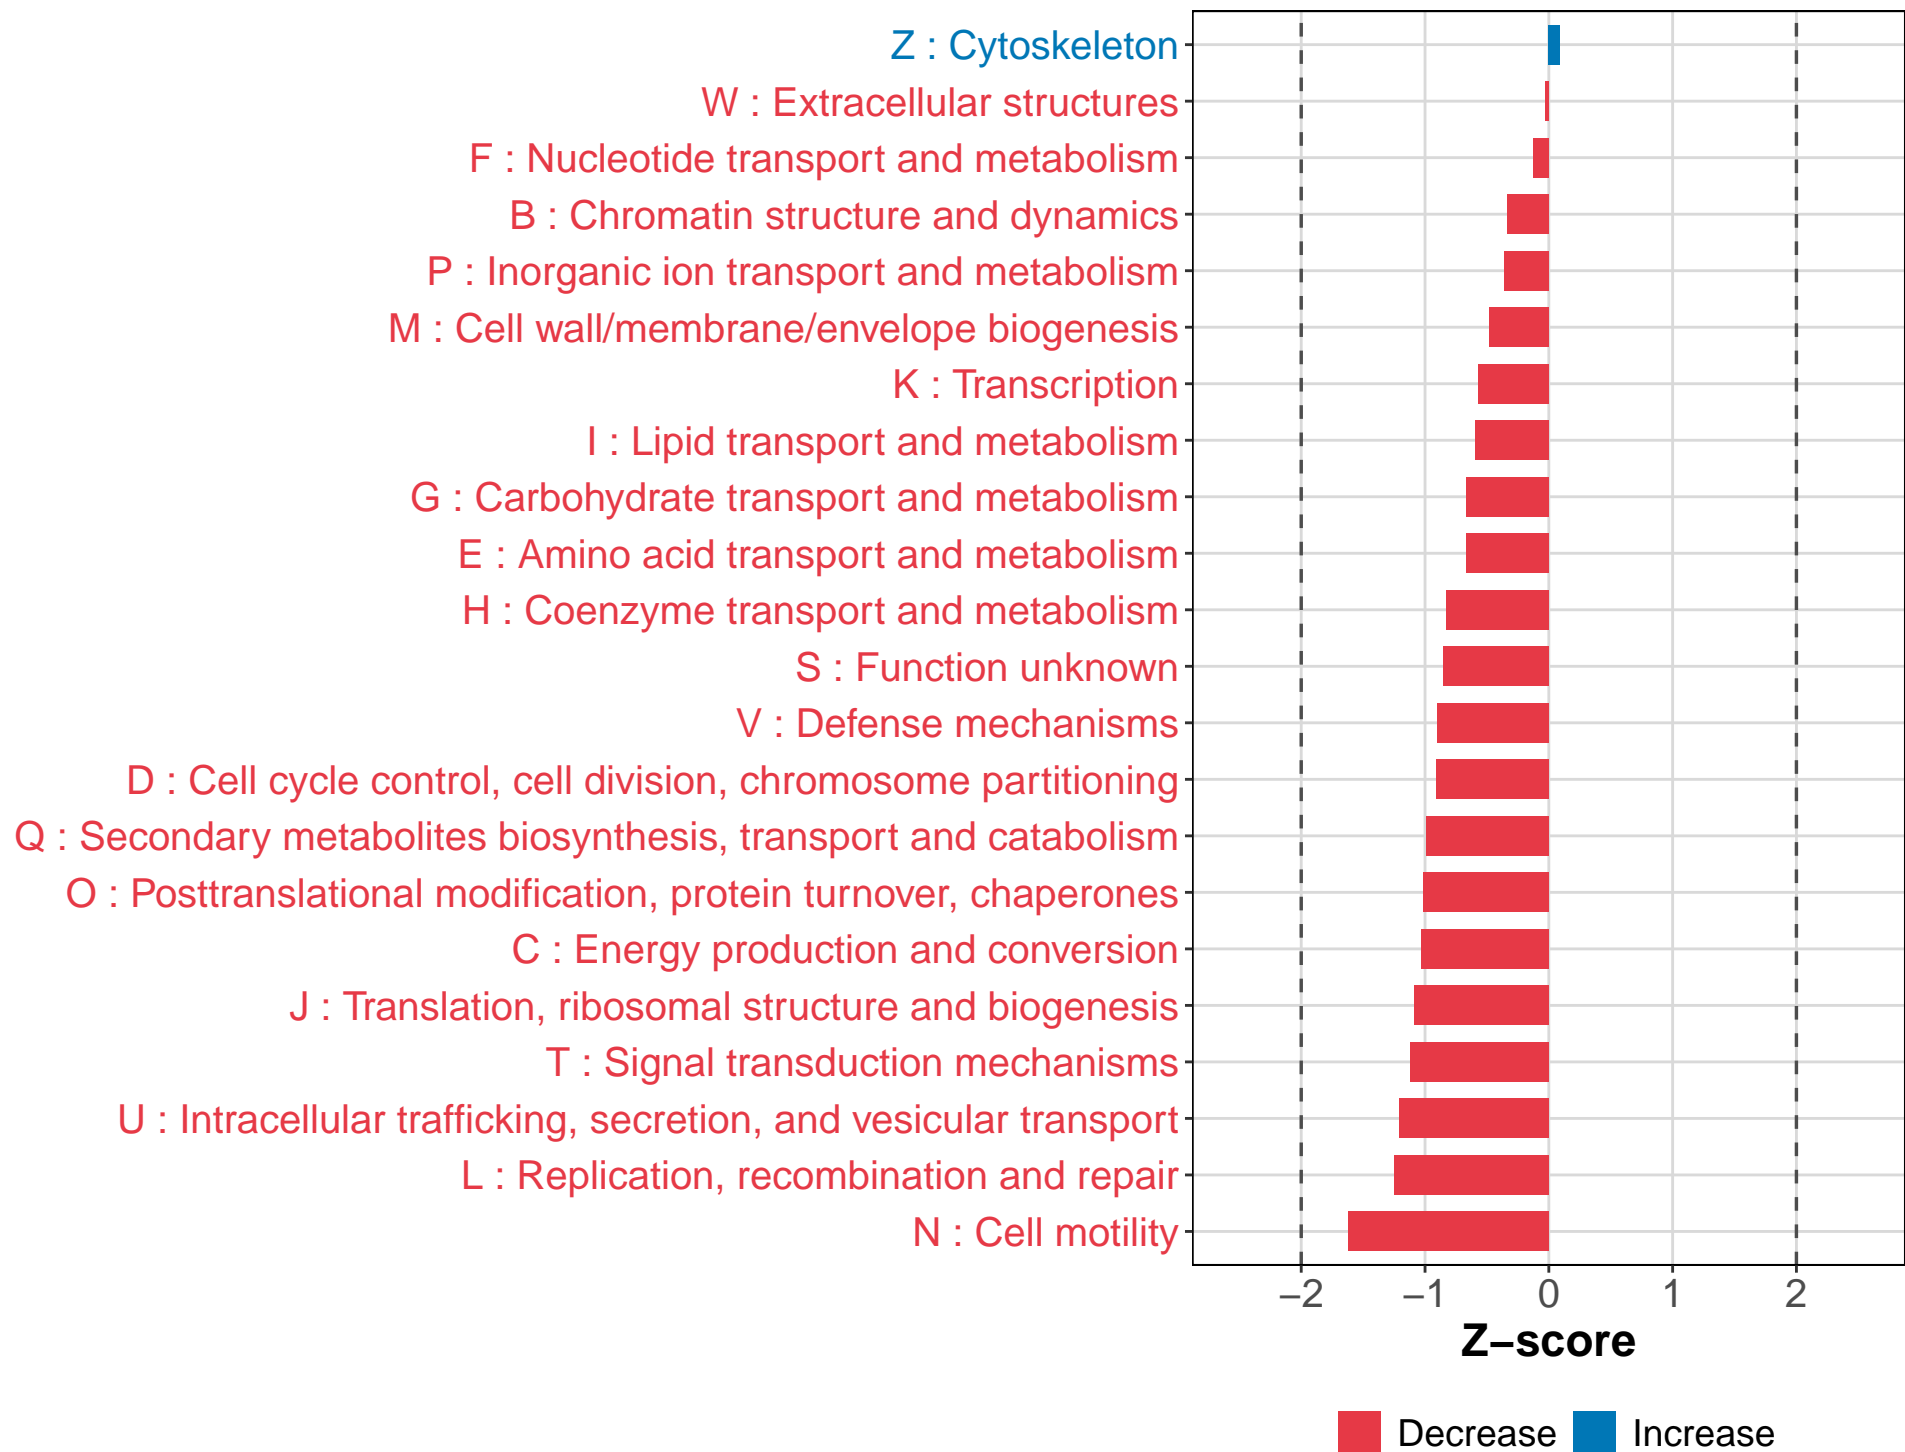 Z : Cytoskeleton
W : Extracellular structures
F : Nucleotide transport and metabolism
B : Chromatin structure and dynamics
P : Inorganic ion transport and metabolism
M : Cell wall/membrane/envelope biogenesis
K : Transcription
I : Lipid transport and metabolism
G : Carbohydrate transport and metabolism
E : Amino acid transport and metabolism
H : Coenzyme transport and metabolism
S : Function unknown
V : Defense mechanisms
D : Cell cycle control, cell division, chromosome partitioning
Q : Secondary metabolites biosynthesis, transport and catabolism
O : Posttranslational modification, protein turnover, chaperones
C : Energy production and conversion
J : Translation, ribosomal structure and biogenesis
T : Signal transduction mechanisms
U : Intracellular trafficking, secretion, and vesicular transport
L : Replication, recombination and repair
N : Cell motility
−2 −1 0 1 2
Z−score
Decrease Increase